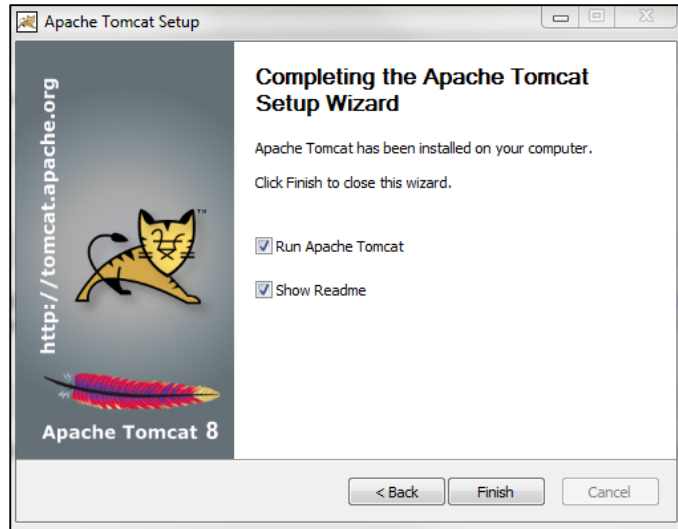 Apache Tomcat Setup
http://tomcat.apache.org
TM
Apache Tomcat 8
Completing the Apache Tomcat
Setup Wizard
Apache Tomcat has been installed on your computer.
Click Finish to close this wizard.
Run Apache Tomcat
Show Readme
< Back
Finish
Cancel